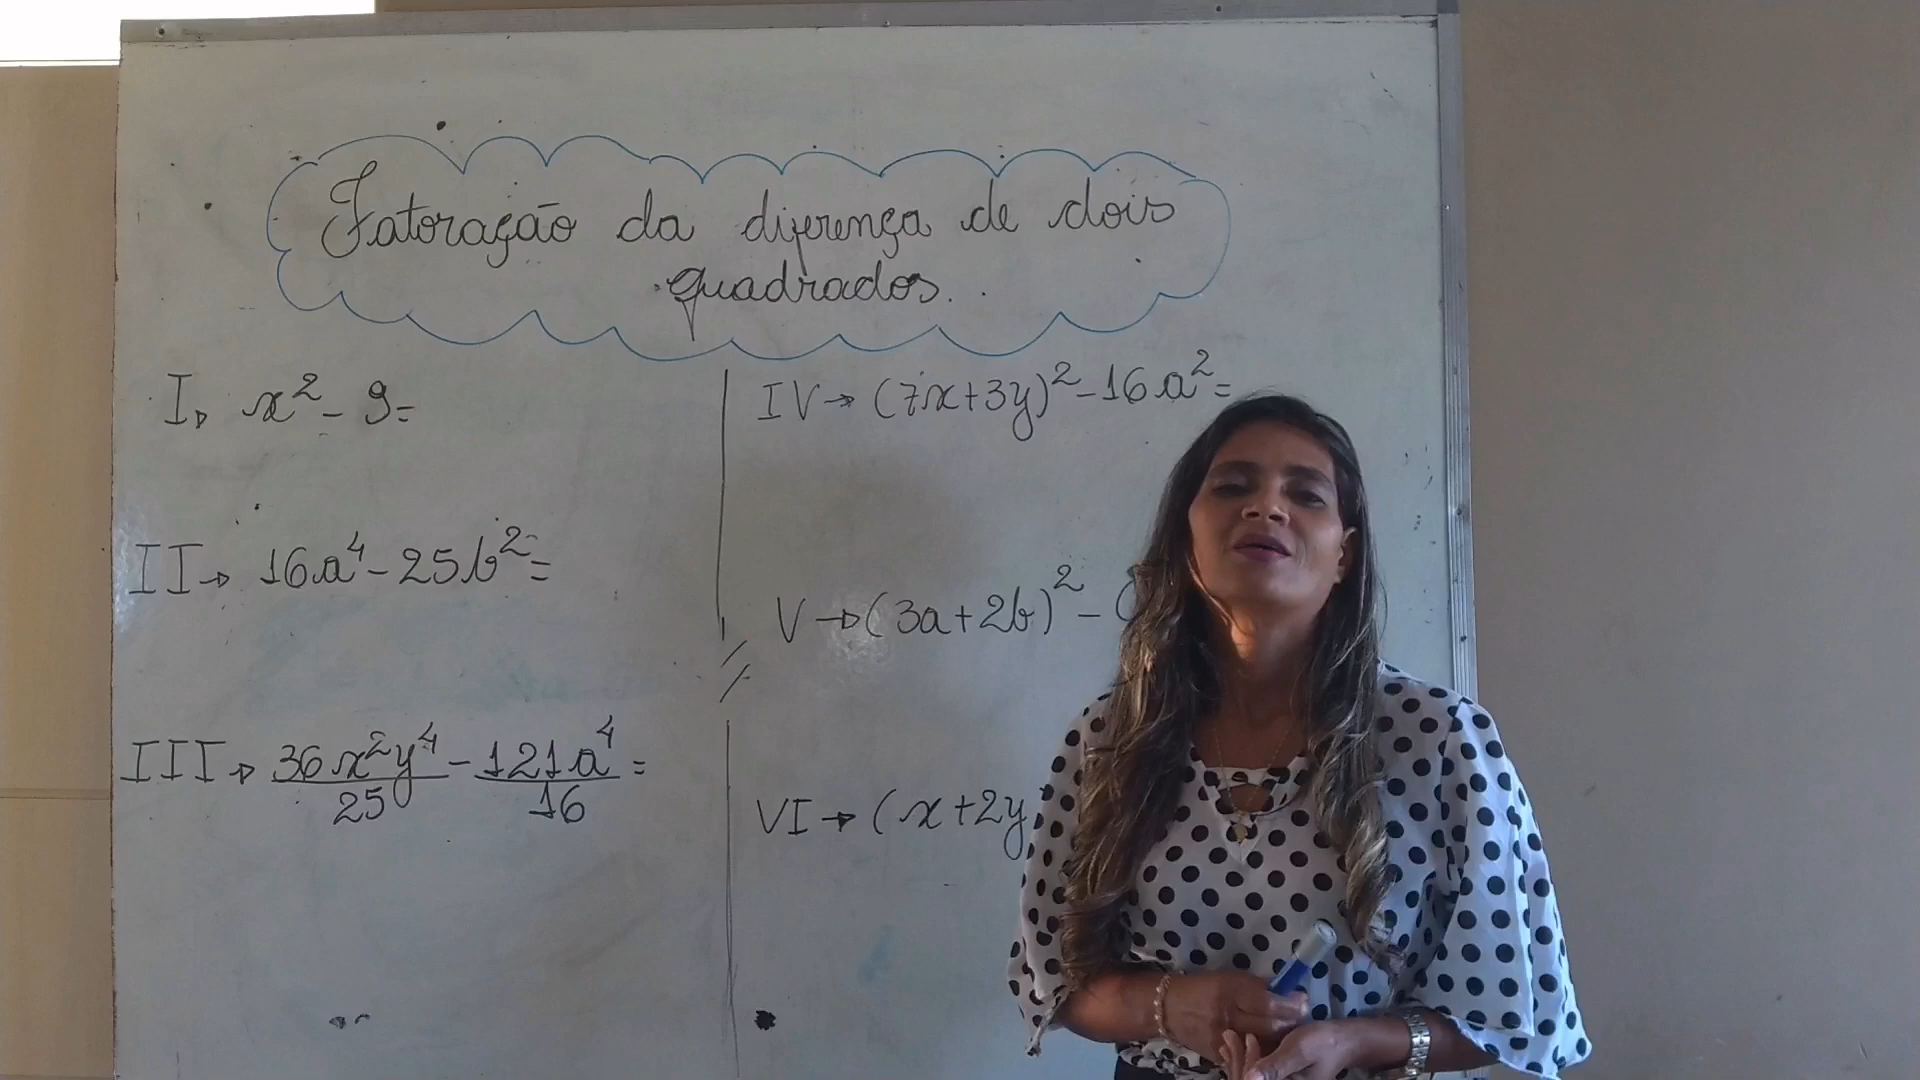 Fatoração da diferença de dois
quadrados.
I→ x² - 9 =
II→ 16a⁴ - 25b² =
III→ 36x²y⁴/25 - 121a⁴/16 =
IV→ (7x+3y)² - 16a² =
V→ (3a+2b)² - (
VI→ (x+2y